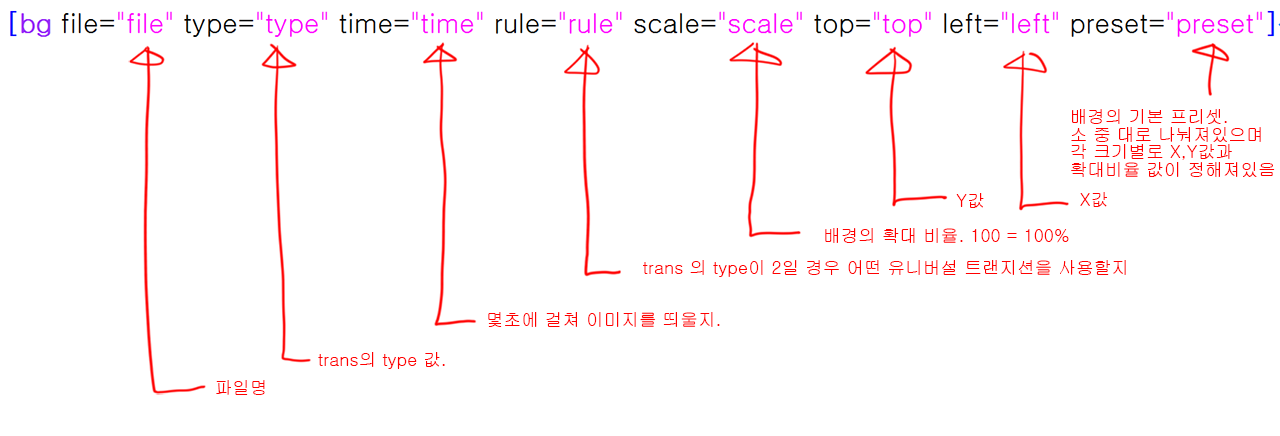 [bg file="file" type="type" time="time" rule="rule" scale="scale" top="top" left="left" preset="preset"]
배경의 기본 프리셋.
소 중 대로 나눠져있으며
각 크기별로 X,Y값과
확대비율 값이 정해져있음
Y값
X값
배경의 확대 비율. 100 = 100%
trans 의 type이 2일 경우 어떤 유니버설 트랜지션을 사용할지
몇초에 걸쳐 이미지를 띄울지.
trans의 type 값.
파일명